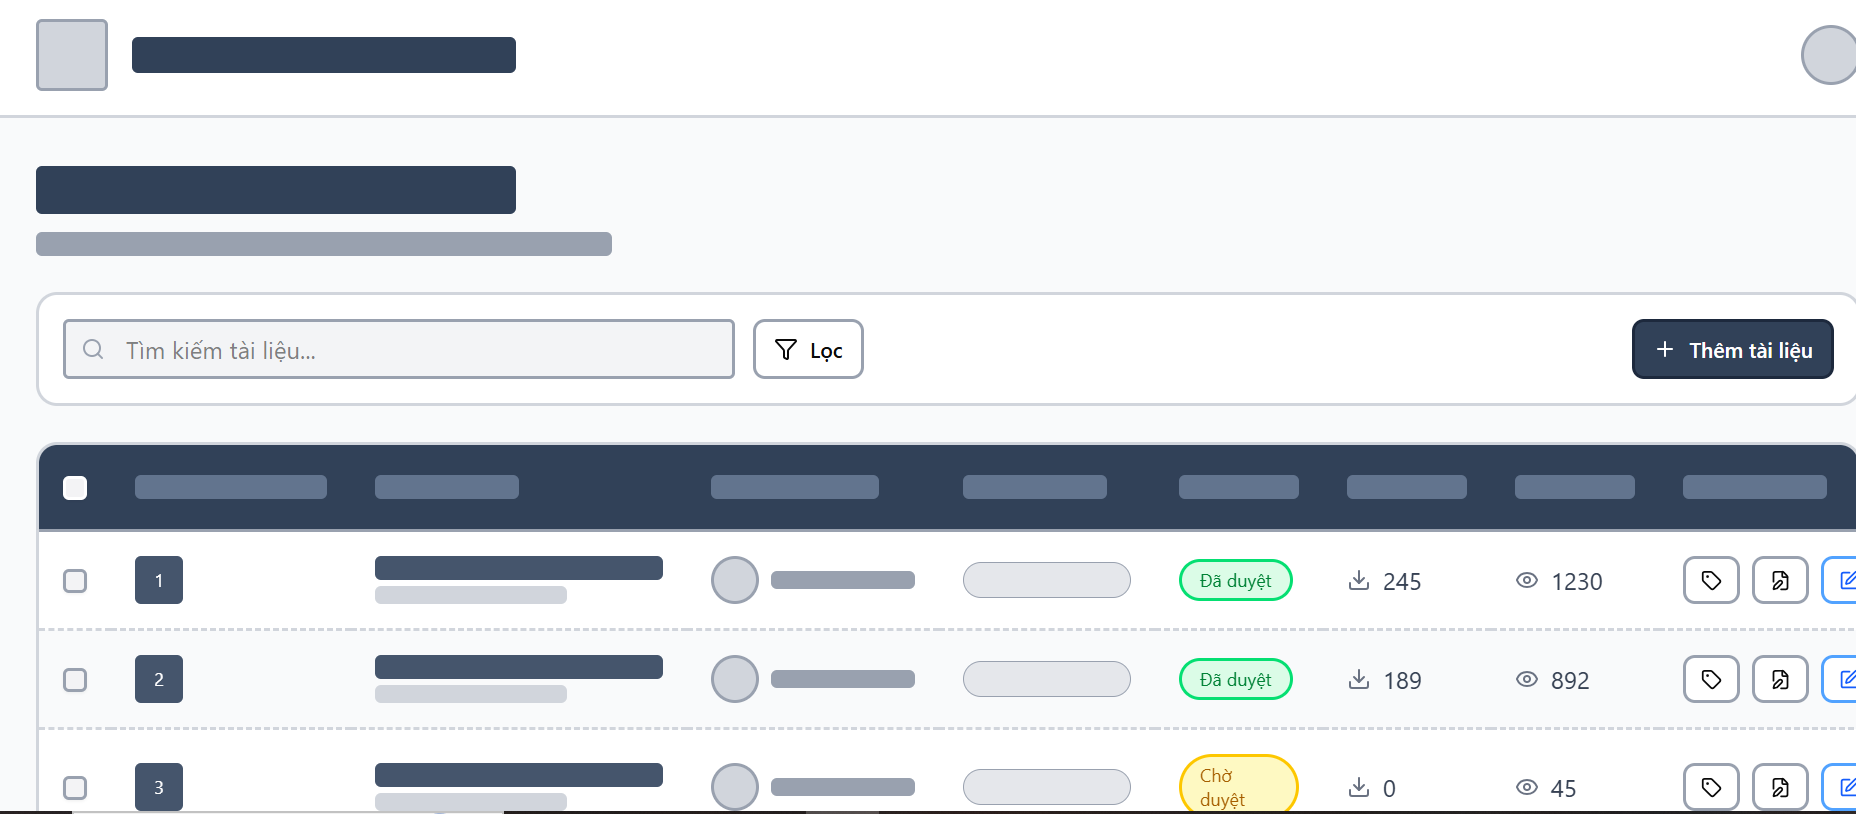 Tìm kiếm tài liệu...
Lọc
Thêm tài liệu
1
Đã duyệt
245
1230
2
Đã duyệt
189
892
3
Chờ
duyệt
0
45